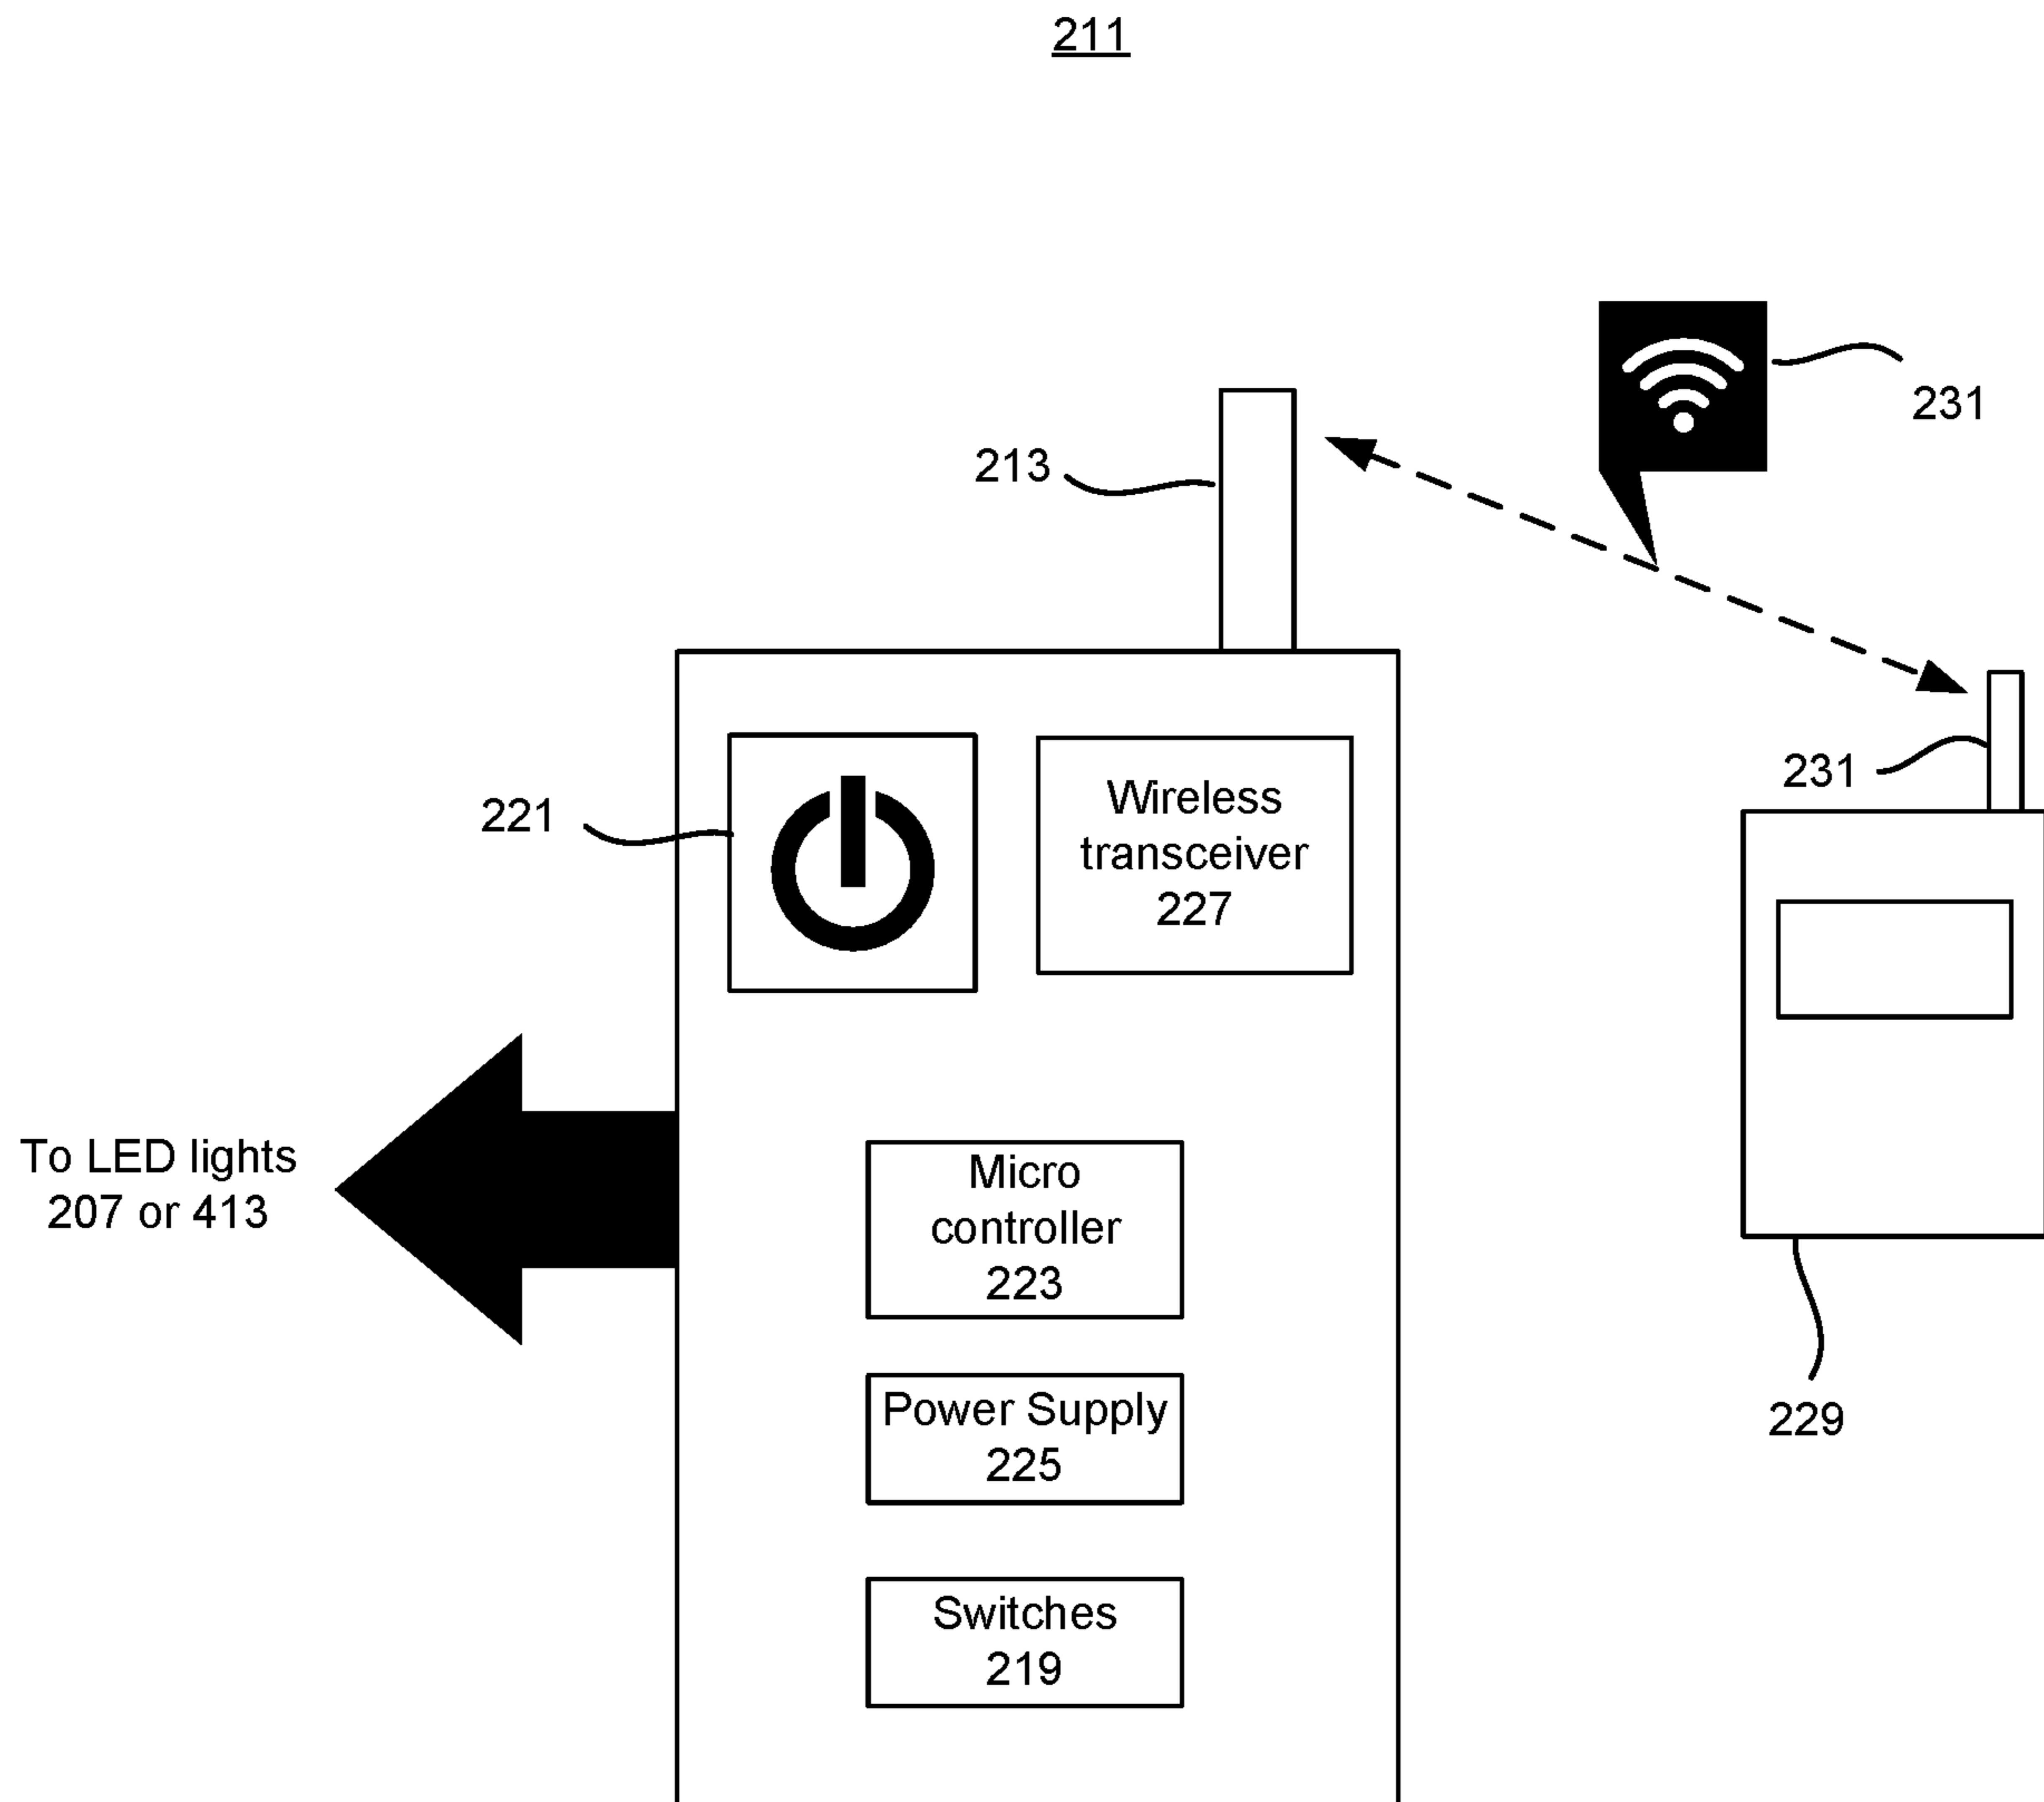 211
231
213
231
221
Wireless
transceiver
227
To LED lights
207 or 413
Micro
controller
223
Power Supply
225
229
Switches
219